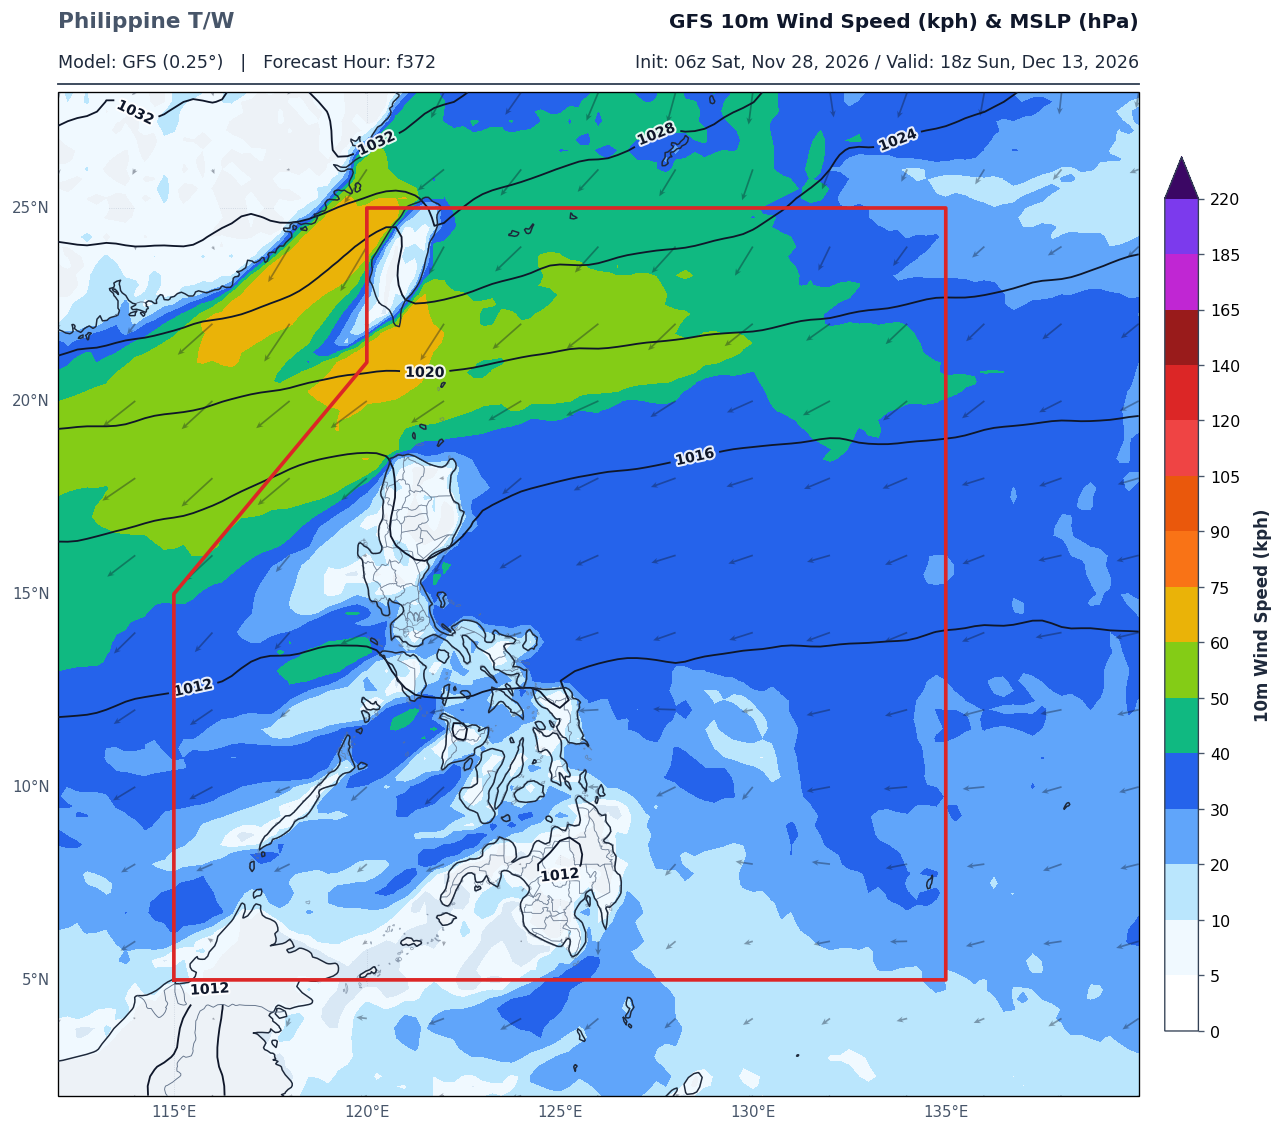 Philippine T/W
GFS 10m Wind Speed (kph) & MSLP (hPa)
Model: GFS (0.25°) | Forecast Hour: f372
Init: 06z Sat, Nov 28, 2026 / Valid: 18z Sun, Dec 13, 2026
1032
1032
1028
1024
1020
1016
1012
1012
1012
25°N
20°N
15°N
10°N
5°N
115°E
120°E
125°E
130°E
135°E
220
185
165
140
120
105
90
75
60
50
40
30
20
10
5
0
10m Wind Speed (kph)